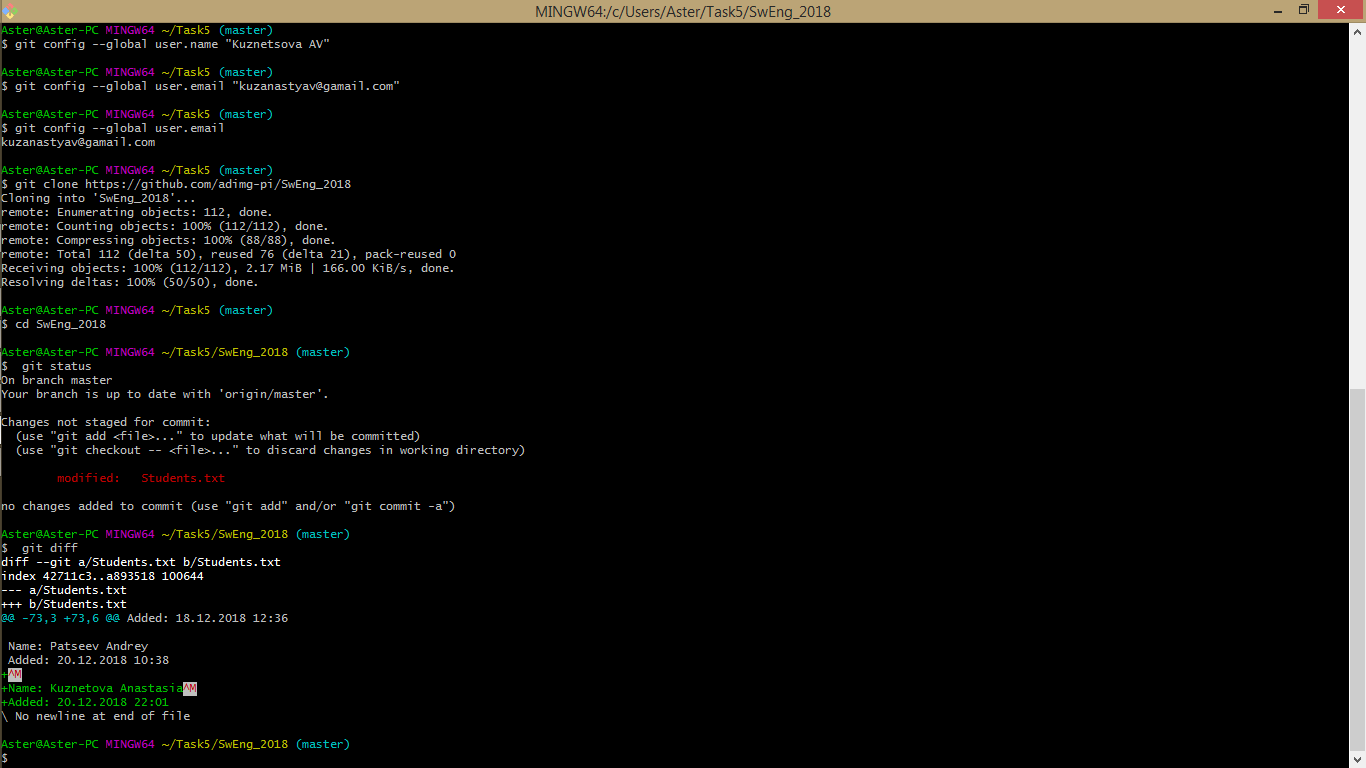 MINGW64:/c/Users/Aster/Task5/SwEng_2018
Aster@Aster-PC MINGW64 ~/Task5 (master)
$ git config --global user.name "Kuznetsova AV"
Aster@Aster-PC MINGW64 ~/Task5 (master)
$ git config --global user.email "kuzanastyav@gamail.com"
Aster@Aster-PC MINGW64 ~/Task5 (master)
$ git config --global user.email
kuzanastyav@gamail.com
Aster@Aster-PC MINGW64 ~/Task5 (master)
$ git clone https://github.com/adimg-pi/SwEng_2018
Cloning into 'SwEng_2018'...
remote: Enumerating objects: 112, done.
remote: Counting objects: 100% (112/112), done.
remote: Compressing objects: 100% (88/88), done.
remote: Total 112 (delta 50), reused 76 (delta 21), pack-reused 0
Receiving objects: 100% (112/112), 2.17 MiB | 166.00 KiB/s, done.
Resolving deltas: 100% (50/50), done.
Aster@Aster-PC MINGW64 ~/Task5 (master)
$ cd SwEng_2018
Aster@Aster-PC MINGW64 ~/Task5/SwEng_2018 (master)
$  git status
On branch master
Your branch is up to date with 'origin/master'.
Changes not staged for commit:
  (use "git add <file>..." to update what will be committed)
  (use "git checkout -- <file>..." to discard changes in working directory)
        modified:   Students.txt
no changes added to commit (use "git add" and/or "git commit -a")
Aster@Aster-PC MINGW64 ~/Task5/SwEng_2018 (master)
$  git diff
diff --git a/Students.txt b/Students.txt
index 42711c3..a893518 100644
--- a/Students.txt
+++ b/Students.txt
@@ -73,3 +73,6 @@ Added: 18.12.2018 12:36
 Name: Patseev Andrey
 Added: 20.12.2018 10:38
+^M
+Name: Kuznetova Anastasia^M
+Added: 20.12.2018 22:01
\ No newline at end of file
Aster@Aster-PC MINGW64 ~/Task5/SwEng_2018 (master)
$